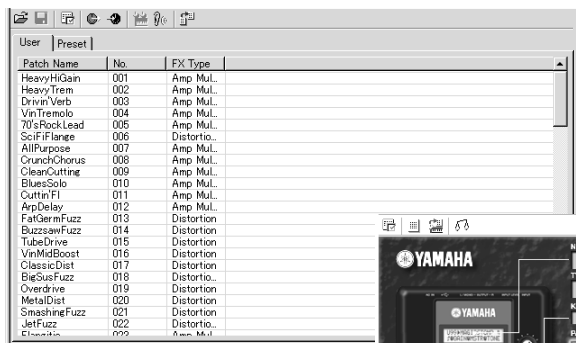 User Preset
Patch Name No. FX Type
HeavyHiGain 001 Amp Mul...
HeavyTrem 002 Amp Mul...
Drivin'Verb 003 Amp Mul...
VinTremolo 004 Amp Mul...
70'sRockLead 005 Amp Mul...
SciFiFlange 006 Distortio...
AllPurpose 007 Amp Mul...
CrunchChorus 008 Amp Mul...
CleanCutting 009 Amp Mul...
BluesSolo 010 Amp Mul...
Cuttin'Fl 011 Amp Mul...
ArpDelay 012 Amp Mul...
FatGermFuzz 013 Distortion
BuzzsawFuzz 014 Distortion
TubeDrive 015 Distortion
VinMidBoost 016 Distortion
ClassicDist 017 Distortion
BigSusFuzz 018 Distortio...
Overdrive 019 Distortion
MetalDist 020 Distortion
SmashingFuzz 021 Distortion
JetFuzz 022 Distortio...
023 Amp Mul...
YAMAHA
YAMAHA